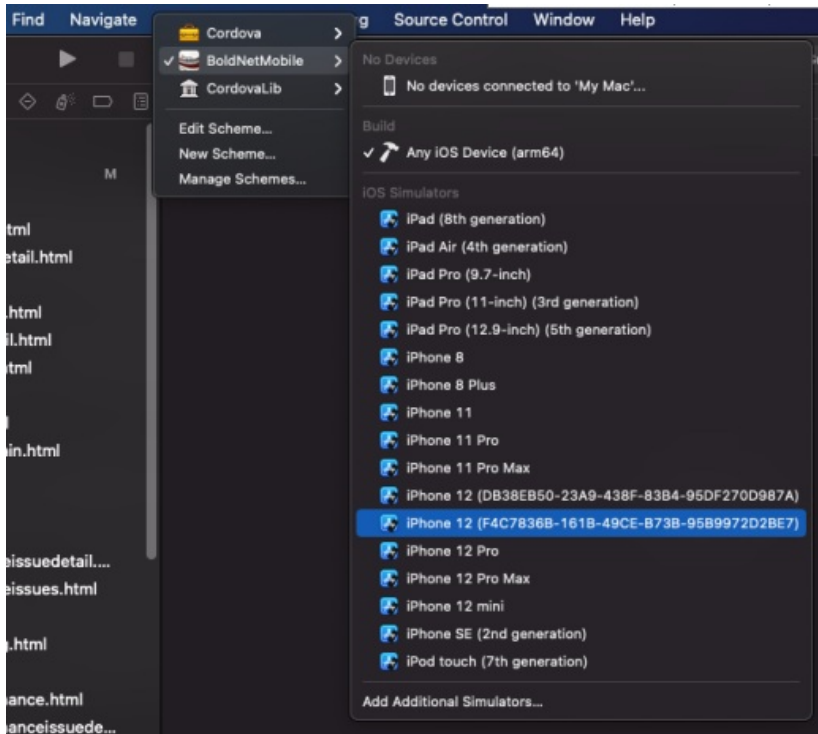 Find Navigate Source Control Window Help
Cordova
BoldNetMobile
CordovaLib
Edit Scheme...
New Scheme...
Manage Schemes...
No Devices
No devices connected to 'My Mac'...
Build
Any iOS Device (arm64)
iOS Simulators
iPad (8th generation)
iPad Air (4th generation)
iPad Pro (9.7-inch)
iPad Pro (11-inch) (3rd generation)
iPad Pro (12.9-inch) (5th generation)
iPhone 8
iPhone 8 Plus
iPhone 11
iPhone 11 Pro
iPhone 11 Pro Max
iPhone 12 (DB38EB50-23A9-438F-83B4-95DF270D987A)
iPhone 12 (F4C7836B-161B-49CE-B73B-95B9972D2BE7)
iPhone 12 Pro
iPhone 12 Pro Max
iPhone 12 mini
iPhone SE (2nd generation)
iPod touch (7th generation)
Add Additional Simulators...
M
tml
etail.html
.html
il.html
tml
in.html
eissuedetail....
eissues.html
.html
ance.html
anceissuede...